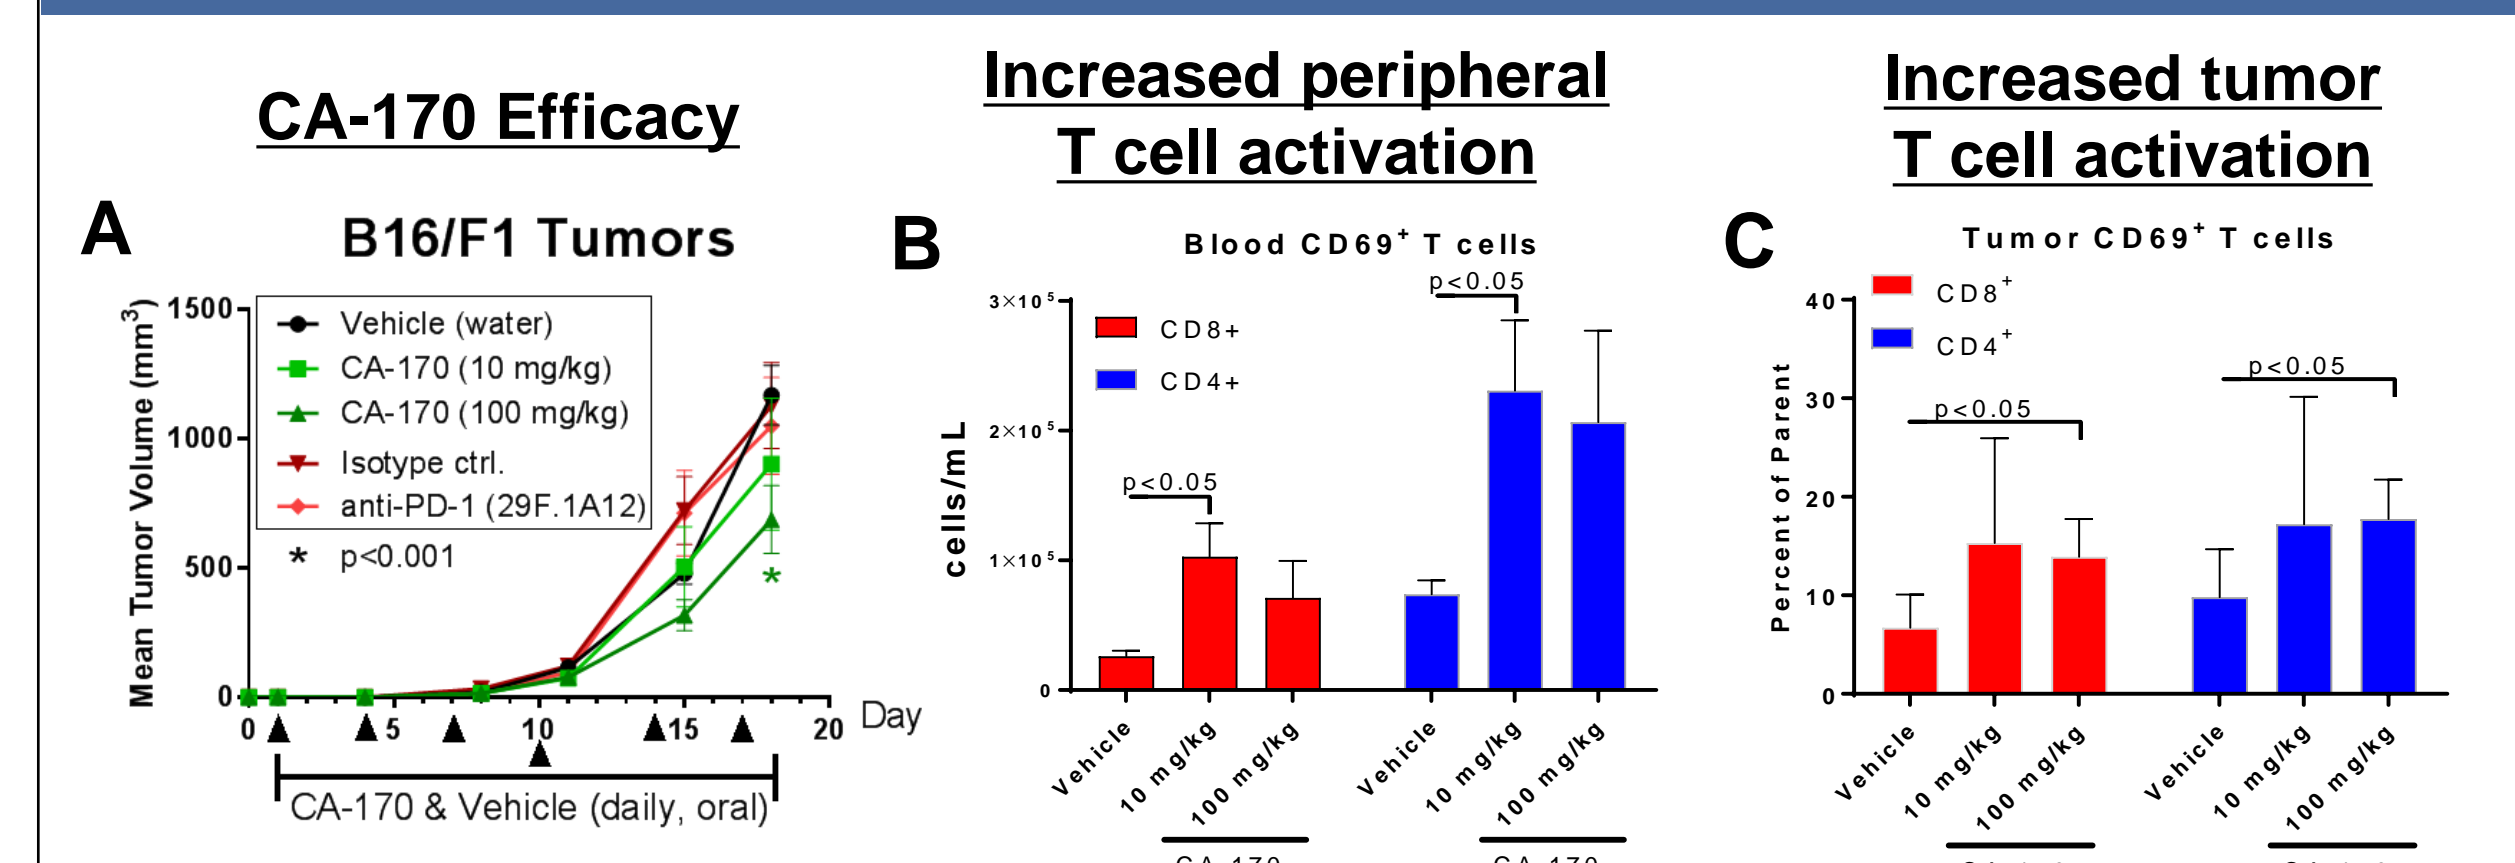 CA-170 Efficacy
Increased peripheral
T cell activation
Increased tumor
T cell activation
A
B16/F1 Tumors
Mean Tumor Volume (mm³)
1500
1000
500
0
Vehicle (water)
CA-170 (10 mg/kg)
CA-170 (100 mg/kg)
Isotype ctrl.
anti-PD-1 (29F.1A12)
* p<0.001
*
0 5 10 15 20 Day
CA-170 & Vehicle (daily, oral)
B
Blood CD69⁺ T cells
cells/mL
3×10⁵
2×10⁵
1×10⁵
0
CD8+
CD4+
p<0.05
p<0.05
Vehicle
10 mg/kg
100 mg/kg
Vehicle
10 mg/kg
100 mg/kg
CA-170
CA-170
C
Tumor CD69⁺ T cells
Percent of Parent
40
30
20
10
0
CD8⁺
CD4⁺
p<0.05
p<0.05
Vehicle
10 mg/kg
100 mg/kg
Vehicle
10 mg/kg
100 mg/kg